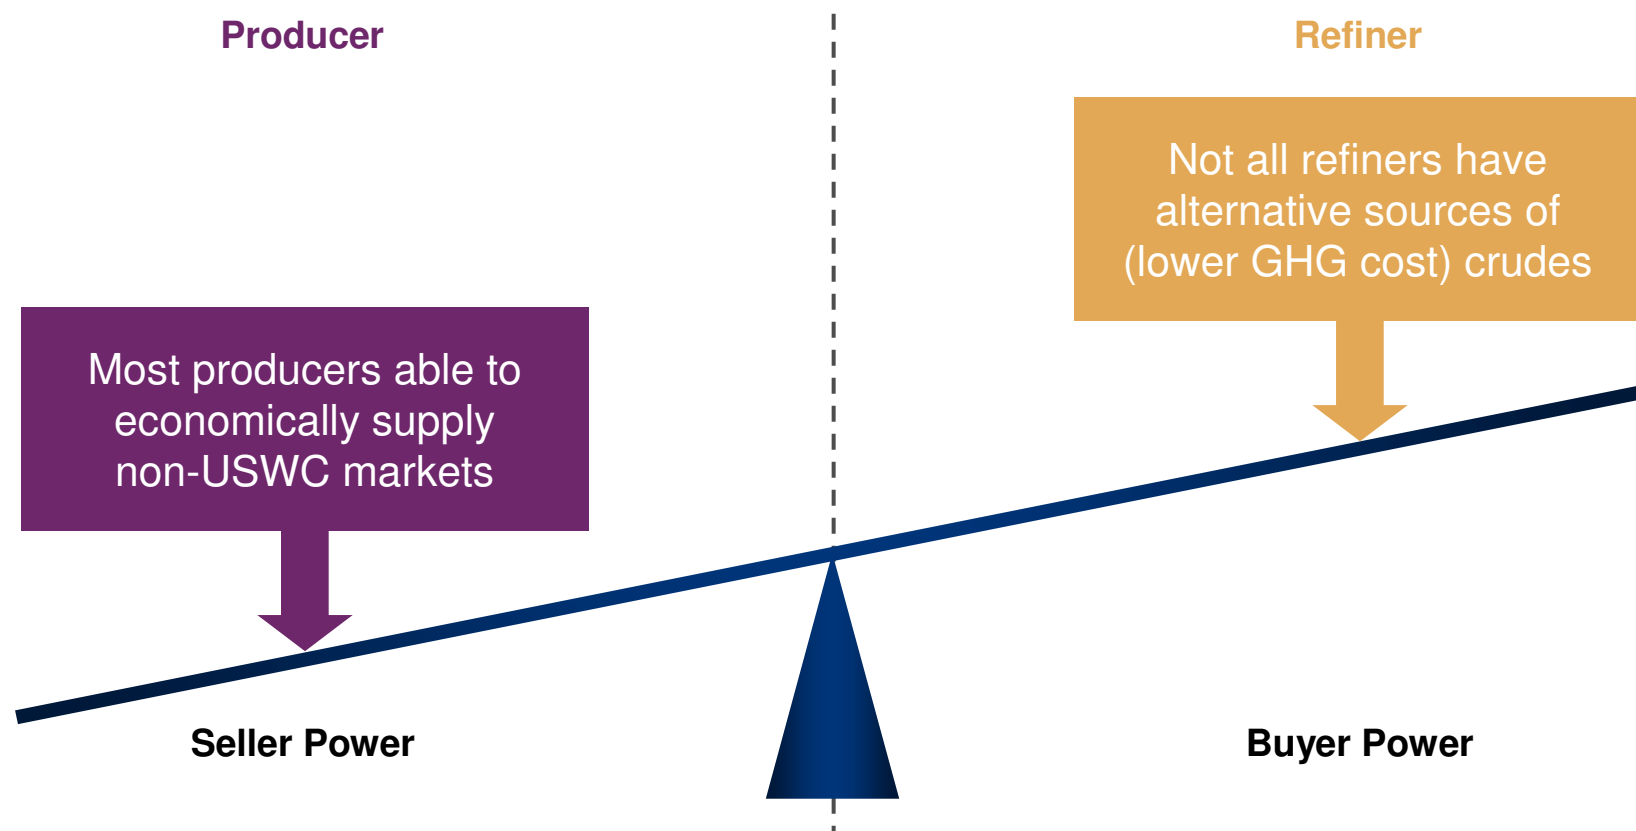 Producer
Refiner
Not all refiners have
alternative sources of
(lower GHG cost) crudes
Most producers able to
economically supply
non-USWC markets
Seller Power
Buyer Power